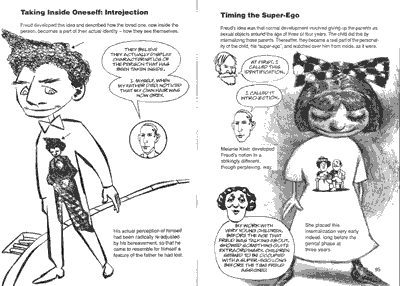 Taking Inside Oneself: Introjection
Freud developed this idea and described how the loved one, now inside the
person, becomes a part of their actual identity – how they see themselves.
THEY BELIEVE
THEY ACTUALLY DISPLAY
CHARACTERISTICS OF
THE PERSON THAT HAS
BEEN TAKEN INSIDE.
I, MYSELF, WHEN
MY FATHER DIED, NOTICED
THAT MY OWN HAIR WAS
NOW GREY.
His actual perception of himself
had been radically re-adjusted
by his bereavement, so that he
came to resemble for himself a
feature of the father he had lost.
Timing the Super-Ego
Freud's idea was that normal development involved giving up the parents as
sexual objects around the age of three or four years. The child did this by
internalising these parents. Thereafter, they became a real part of the personal-
ity of the child, his "super-ego", and watched over him from inside, as it were.
AT FIRST, I
CALLED THIS
IDENTIFICATION.
I CALLED IT
INTROJECTION.
Melanie Klein developed
Freud's notion in a
strikingly different,
though perplexing, way.
MY WORK WITH
VERY YOUNG CHILDREN,
BEFORE THE AGE THAT
FREUD WAS TALKING ABOUT,
SHOWED SOMETHING QUITE
EXTRAORDINARY. CHILDREN
SEEMED TO BE OCCUPIED
WITH A SUPER-EGO LONG
BEFORE THE TIME FREUD
ASSIGNED.
She placed this
internalization very early
indeed, long before the
genital phase at
three years.
95